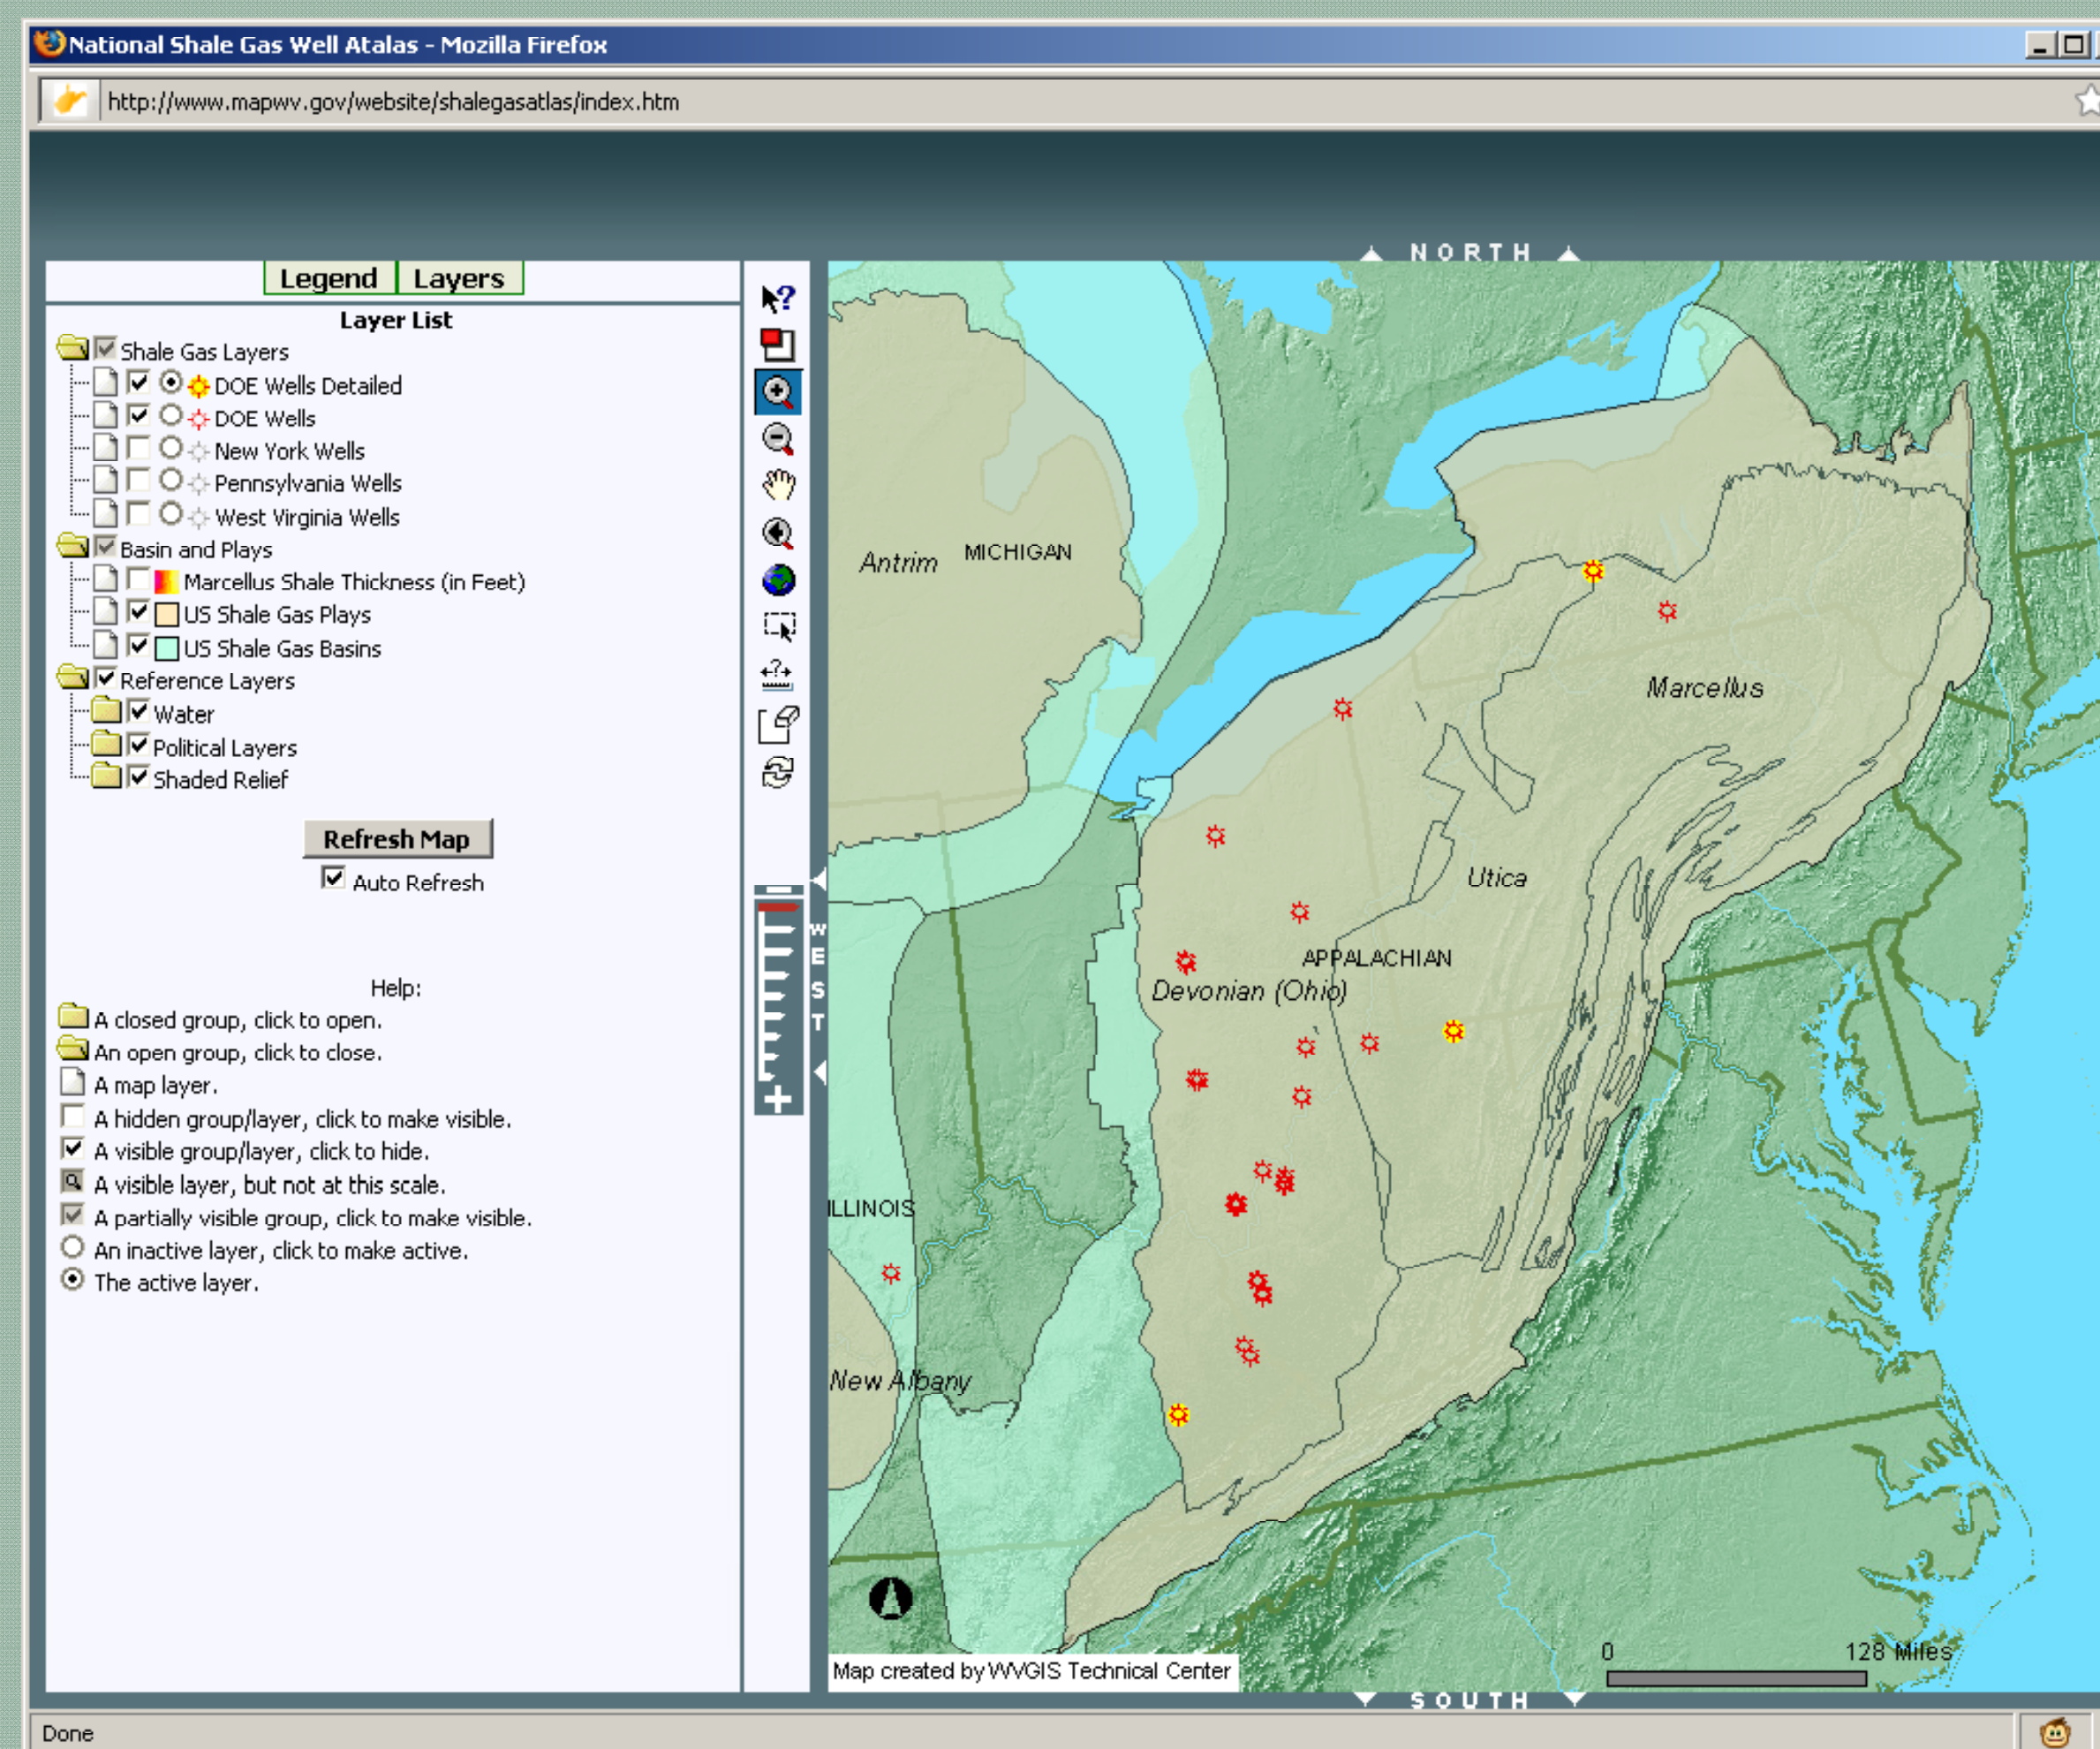 National Shale Gas Well Atalas - Mozilla Firefox
http://www.mapwv.gov/website/shalegasatlas/index.htm
Legend
Layers
Layer List
Shale Gas Layers
DOE Wells Detailed
DOE Wells
New York Wells
Pennsylvania Wells
West Virginia Wells
Basin and Plays
Marcellus Shale Thickness (in Feet)
US Shale Gas Plays
US Shale Gas Basins
Reference Layers
Water
Political Layers
Shaded Relief
Refresh Map
Auto Refresh
Help:
A closed group, click to open.
An open group, click to close.
A map layer.
A hidden group/layer, click to make visible.
A visible group/layer, click to hide.
A visible layer, but not at this scale.
A partially visible group, click to make visible.
An inactive layer, click to make active.
The active layer.
WEST
NORTH
Antrim
MICHIGAN
Marcellus
Utica
APPALACHIAN
Devonian (Ohio)
ILLINOIS
New Albany
0
128 Miles
Map created by WVGIS Technical Center
SOUTH
Done